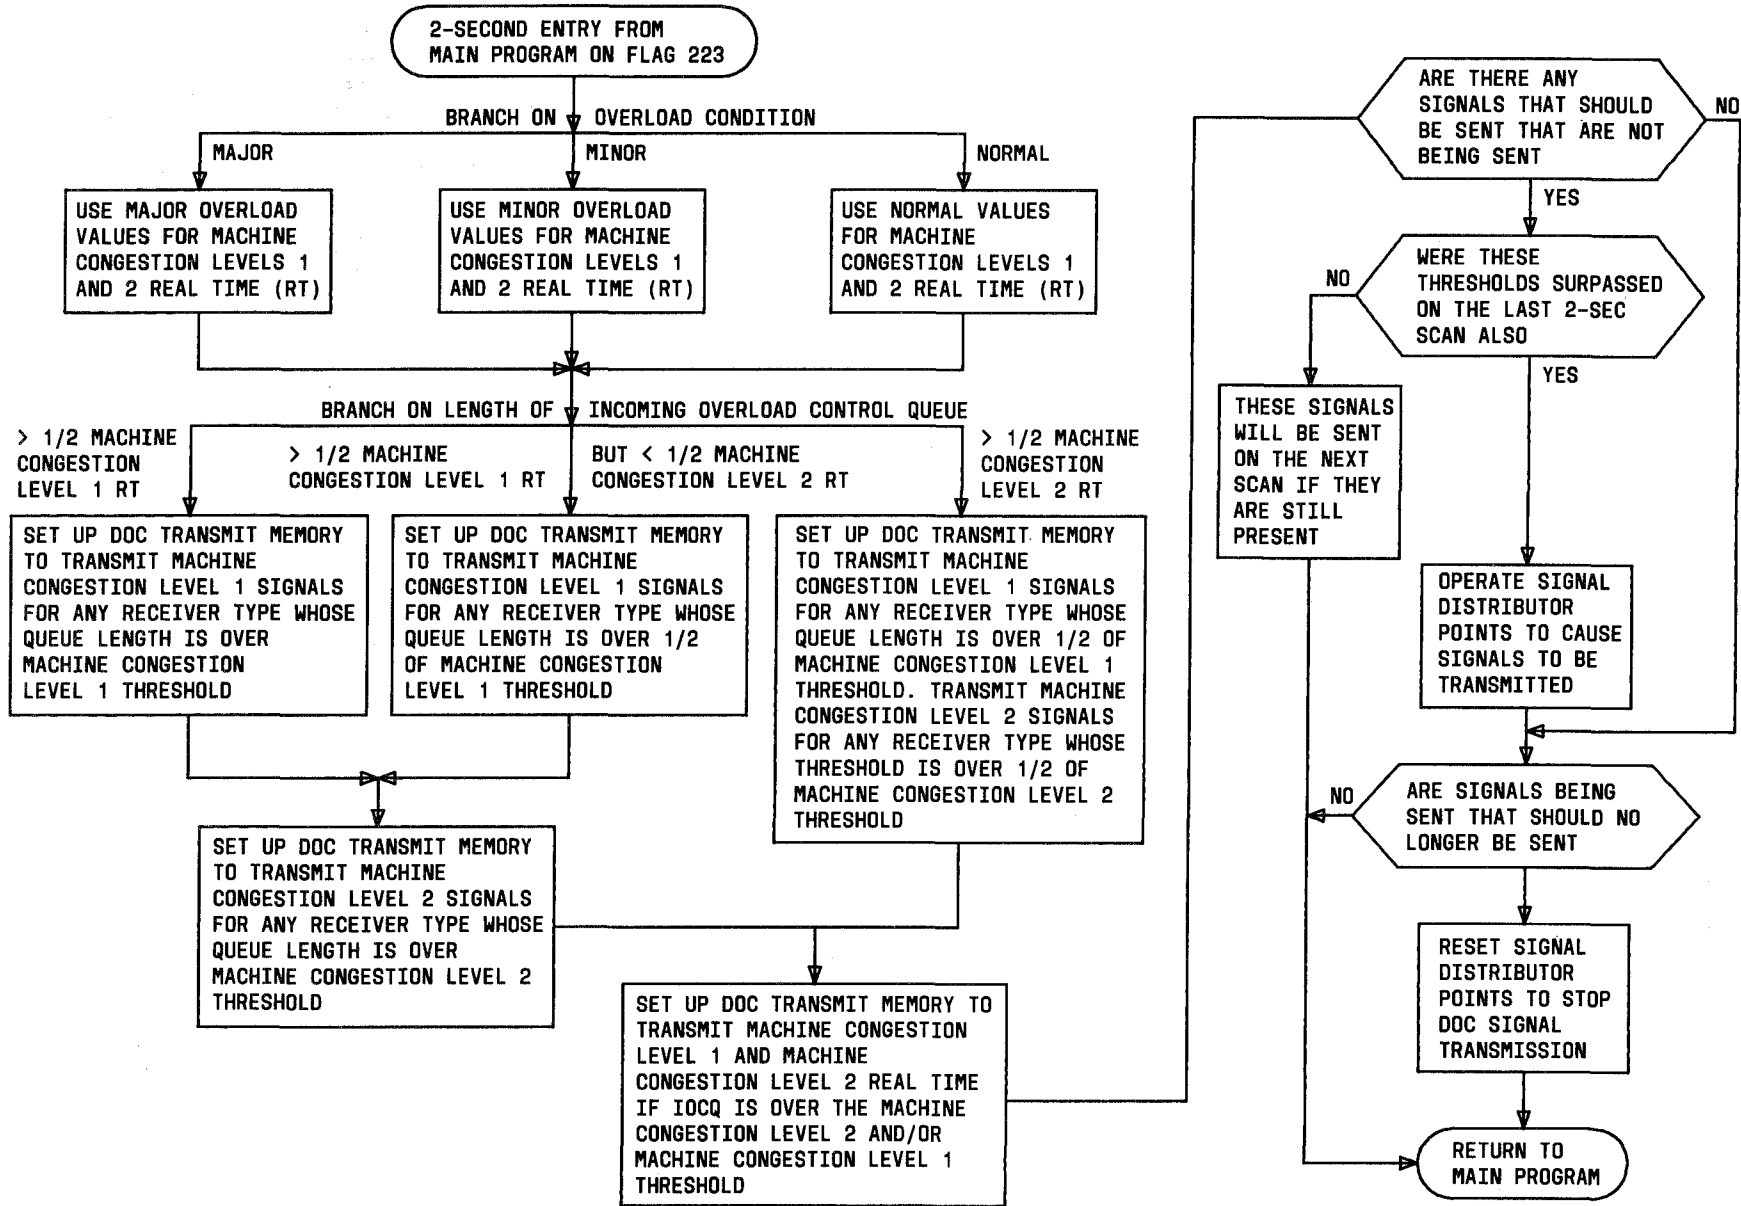 2-SECOND ENTRY FROM
MAIN PROGRAM ON FLAG 223
BRANCH ON OVERLOAD CONDITION
MAJOR
MINOR
NORMAL
USE MAJOR OVERLOAD
VALUES FOR MACHINE
CONGESTION LEVELS 1
AND 2 REAL TIME (RT)
USE MINOR OVERLOAD
VALUES FOR MACHINE
CONGESTION LEVELS 1
AND 2 REAL TIME (RT)
USE NORMAL VALUES
FOR MACHINE
CONGESTION LEVELS 1
AND 2 REAL TIME (RT)
BRANCH ON LENGTH OF INCOMING OVERLOAD CONTROL QUEUE
> 1/2 MACHINE
CONGESTION
LEVEL 1 RT
> 1/2 MACHINE
CONGESTION LEVEL 1 RT
BUT < 1/2 MACHINE
CONGESTION LEVEL 2 RT
> 1/2 MACHINE
CONGESTION
LEVEL 2 RT
SET UP DOC TRANSMIT MEMORY
TO TRANSMIT MACHINE
CONGESTION LEVEL 1 SIGNALS
FOR ANY RECEIVER TYPE WHOSE
QUEUE LENGTH IS OVER
MACHINE CONGESTION
LEVEL 1 THRESHOLD
SET UP DOC TRANSMIT MEMORY
TO TRANSMIT MACHINE
CONGESTION LEVEL 1 SIGNALS
FOR ANY RECEIVER TYPE WHOSE
QUEUE LENGTH IS OVER 1/2
OF MACHINE CONGESTION
LEVEL 1 THRESHOLD
SET UP DOC TRANSMIT MEMORY
TO TRANSMIT MACHINE
CONGESTION LEVEL 1 SIGNALS
FOR ANY RECEIVER TYPE WHOSE
QUEUE LENGTH IS OVER 1/2 OF
MACHINE CONGESTION LEVEL 1
THRESHOLD. TRANSMIT MACHINE
CONGESTION LEVEL 2 SIGNALS
FOR ANY RECEIVER TYPE WHOSE
THRESHOLD IS OVER 1/2 OF
MACHINE CONGESTION LEVEL 2
THRESHOLD
SET UP DOC TRANSMIT MEMORY
TO TRANSMIT MACHINE
CONGESTION LEVEL 2 SIGNALS
FOR ANY RECEIVER TYPE WHOSE
QUEUE LENGTH IS OVER
MACHINE CONGESTION LEVEL 2
THRESHOLD
SET UP DOC TRANSMIT MEMORY TO
TRANSMIT MACHINE CONGESTION
LEVEL 1 AND MACHINE
CONGESTION LEVEL 2 REAL TIME
IF IOCQ IS OVER THE MACHINE
CONGESTION LEVEL 2 AND/OR
MACHINE CONGESTION LEVEL 1
THRESHOLD
ARE THERE ANY
SIGNALS THAT SHOULD
BE SENT THAT ARE NOT
BEING SENT
NO
YES
WERE THESE
THRESHOLDS SURPASSED
ON THE LAST 2-SEC
SCAN ALSO
NO
YES
THESE SIGNALS
WILL BE SENT
ON THE NEXT
SCAN IF THEY
ARE STILL
PRESENT
OPERATE SIGNAL
DISTRIBUTOR
POINTS TO CAUSE
SIGNALS TO BE
TRANSMITTED
NO
ARE SIGNALS BEING
SENT THAT SHOULD NO
LONGER BE SENT
RESET SIGNAL
DISTRIBUTOR
POINTS TO STOP
DOC SIGNAL
TRANSMISSION
RETURN TO
MAIN PROGRAM